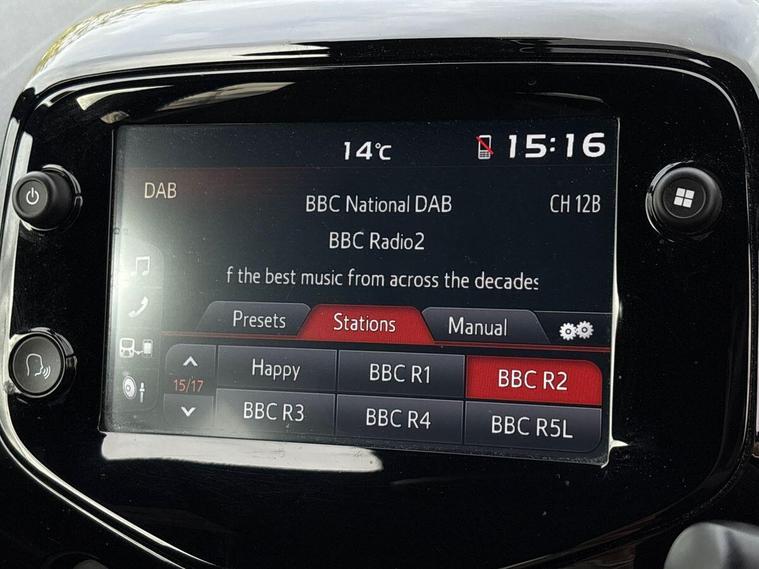 14°C 15:16
DAB
BBC National DAB CH 12B
BBC Radio2
f the best music from across the decades
Presets Stations Manual
Happy BBC R1 BBC R2
15/17
BBC R3 BBC R4 BBC R5L